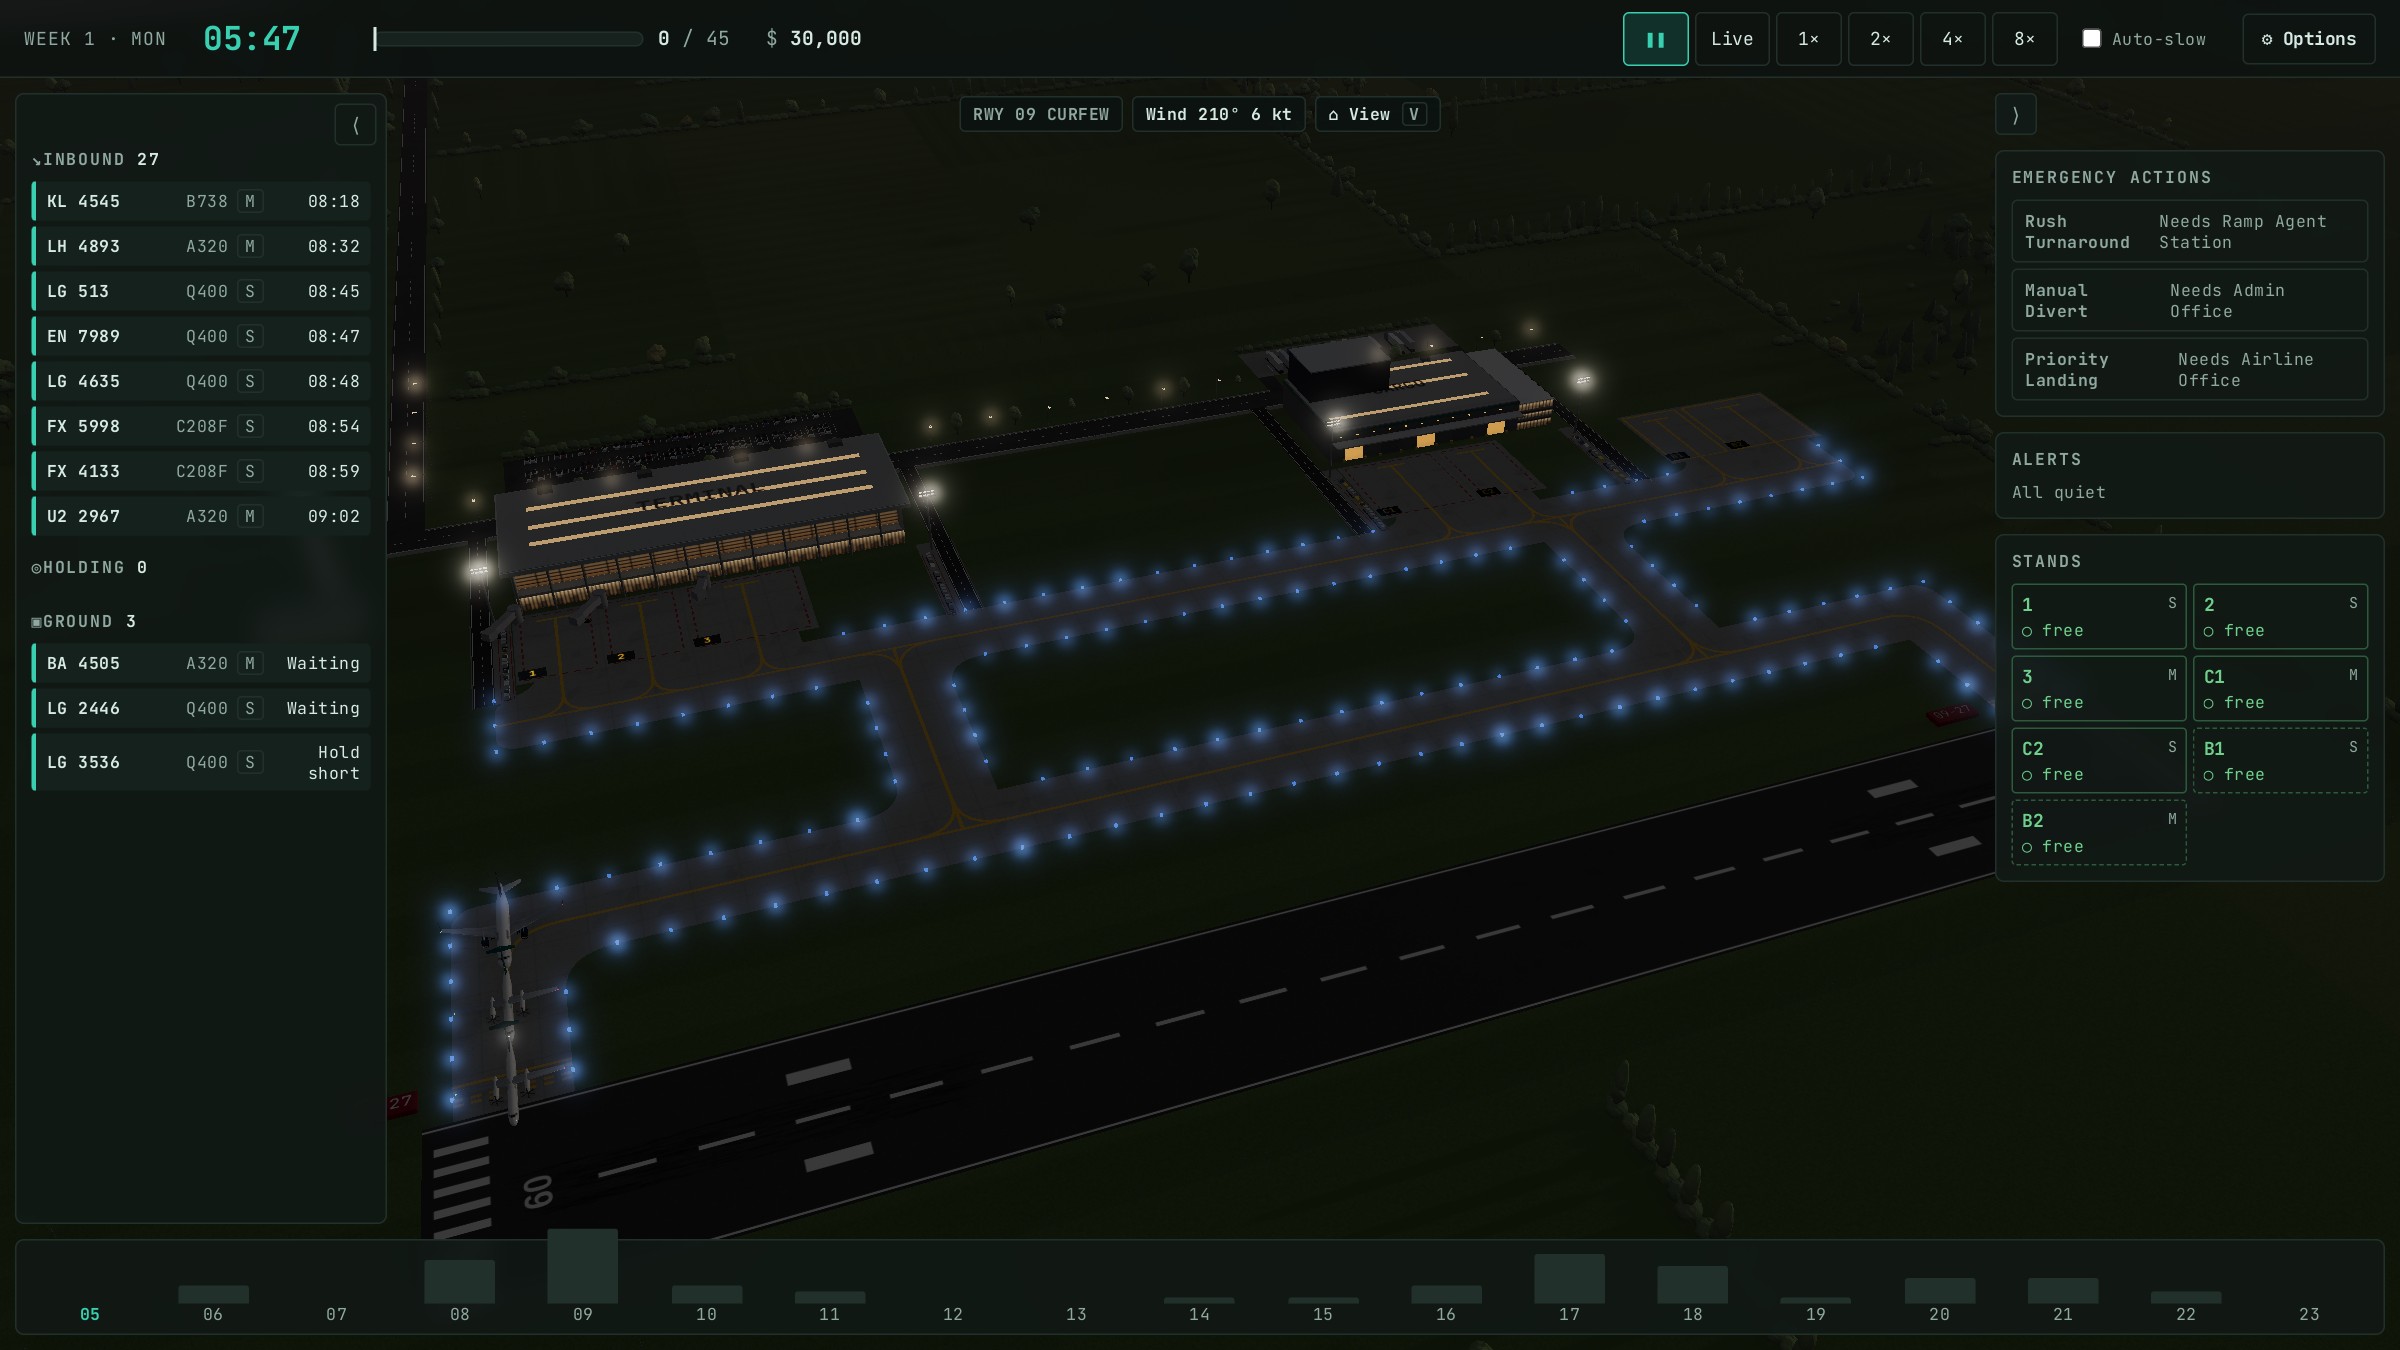 WEEK 1 · MON 05:47 0 / 45 $ 30,000 Live 1× 2× 4× 8× Auto-slow ⚙ Options
RWY 09 CURFEW Wind 210° 6 kt ⌂ View V
↘INBOUND 27
KL 4545 B738 M 08:18
LH 4893 A320 M 08:32
LG 513 Q400 S 08:45
EN 7989 Q400 S 08:47
LG 4635 Q400 S 08:48
FX 5998 C208F S 08:54
FX 4133 C208F S 08:59
U2 2967 A320 M 09:02
◎HOLDING 0
▣GROUND 3
BA 4505 A320 M Waiting
LG 2446 Q400 S Waiting
LG 3536 Q400 S Hold short
TERMINAL
1
2
3
09-27
27
09
EMERGENCY ACTIONS
Rush Turnaround Needs Ramp Agent Station
Manual Divert Needs Admin Office
Priority Landing Needs Airline Office
ALERTS
All quiet
STANDS
1 S ○ free
2 S ○ free
3 M ○ free
C1 M ○ free
C2 S ○ free
B1 S ○ free
B2 M ○ free
05 06 07 08 09 10 11 12 13 14 15 16 17 18 19 20 21 22 23